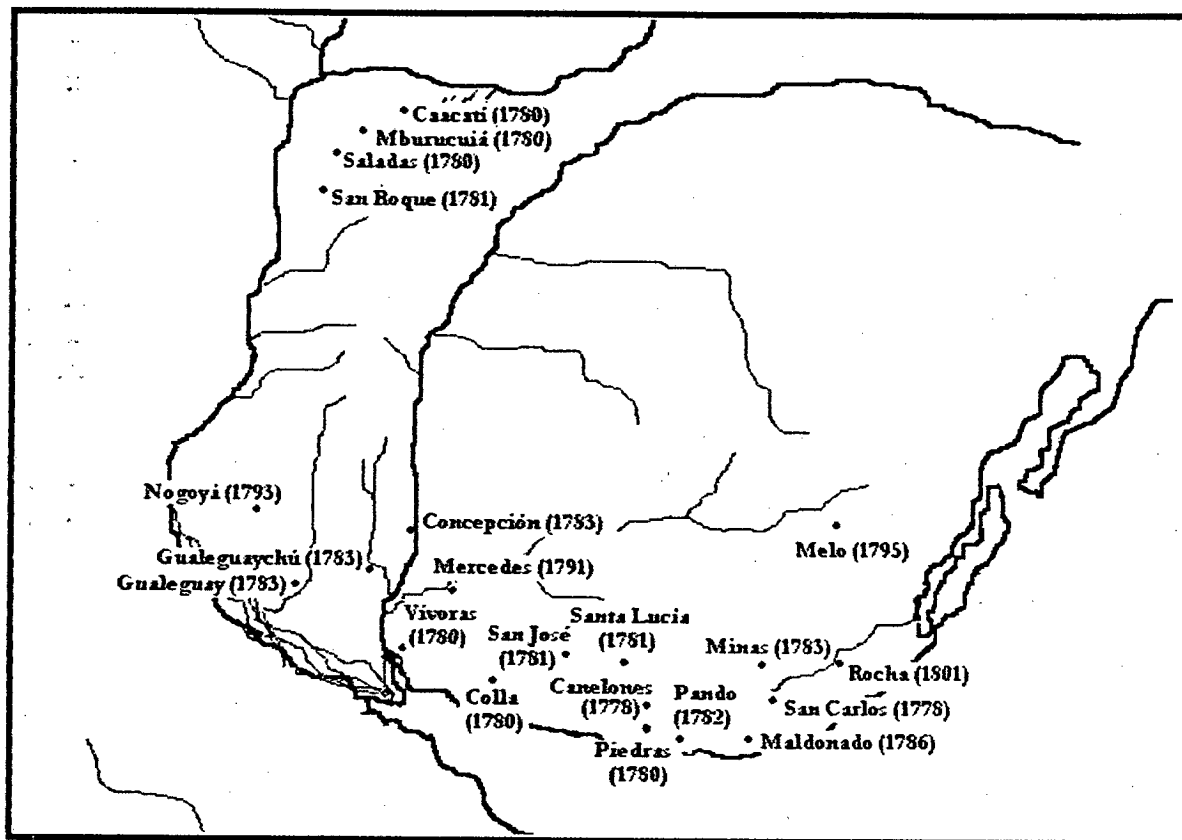 Caacatí (1780)
Mburucuiá (1780)
Saladas (1780)
San Roque (1781)
Nogoyá (1793)
Concepción (1783)
Melo (1795)
Gualeguaychú (1783)
Mercedes (1791)
Gualeguay (1783)
Vívoras
(1780)
San José
(1781)
Santa Lucía
(1781)
Minas (1783)
Rocha (1801)
Colla
(1780)
Canelones
(1778)
Pando
(1782)
San Carlos (1778)
Piedras
(1780)
Maldonado (1786)